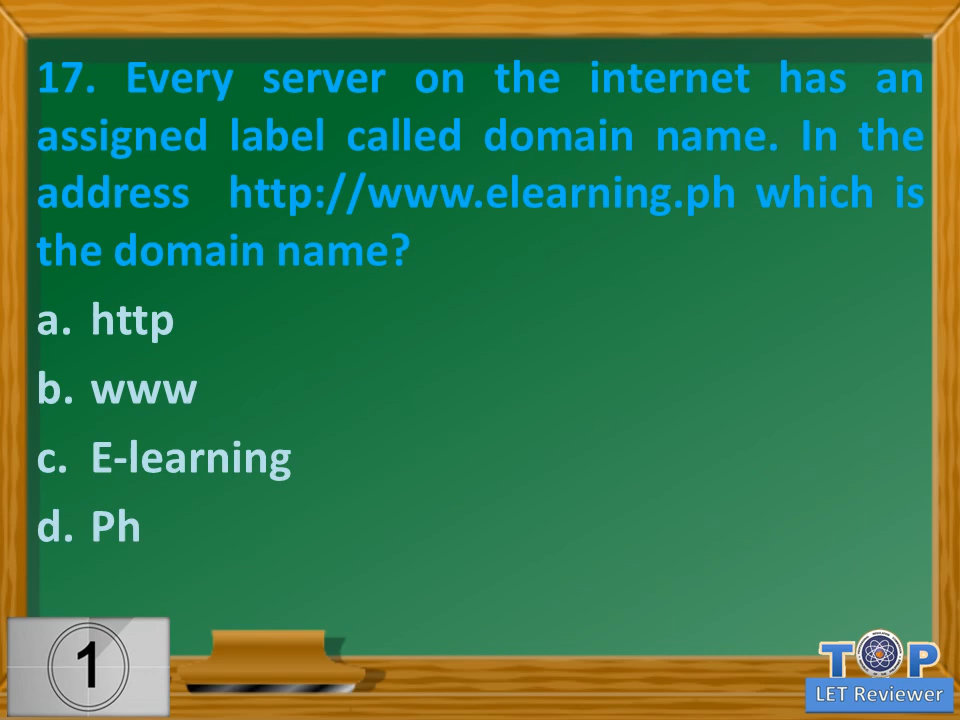 17. Every server on the internet has an
assigned label called domain name. In the
address http://www.elearning.ph which is
the domain name?
a. http
b. www
c. E-learning
d. Ph
1
TOP
LET Reviewer